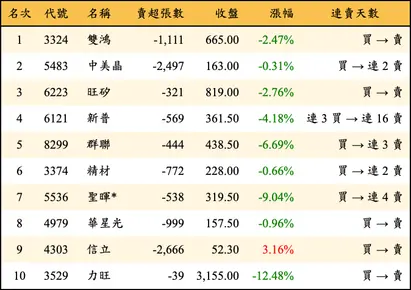 名次 代號 名稱 賣超張數 收盤 漲幅 連賣天數
1 3324 雙鴻 -1,111 665.00 -2.47% 買 → 賣
2 5483 中美晶 -2,497 163.00 -0.31% 買 → 連 2 賣
3 6223 旺矽 -321 819.00 -2.76% 買 → 賣
4 6121 新普 -569 361.50 -4.18% 連 3 買 → 連 16 賣
5 8299 群聯 -444 438.50 -6.69% 買 → 連 3 賣
6 3374 精材 -772 228.00 -0.66% 買 → 連 2 賣
7 5536 聖暉* -538 319.50 -9.04% 買 → 連 4 賣
8 4979 華星光 -999 157.50 -0.96% 買 → 賣
9 4303 信立 -2,666 52.30 3.16% 買 → 賣
10 3529 力旺 -39 3,155.00 -12.48% 買 → 賣